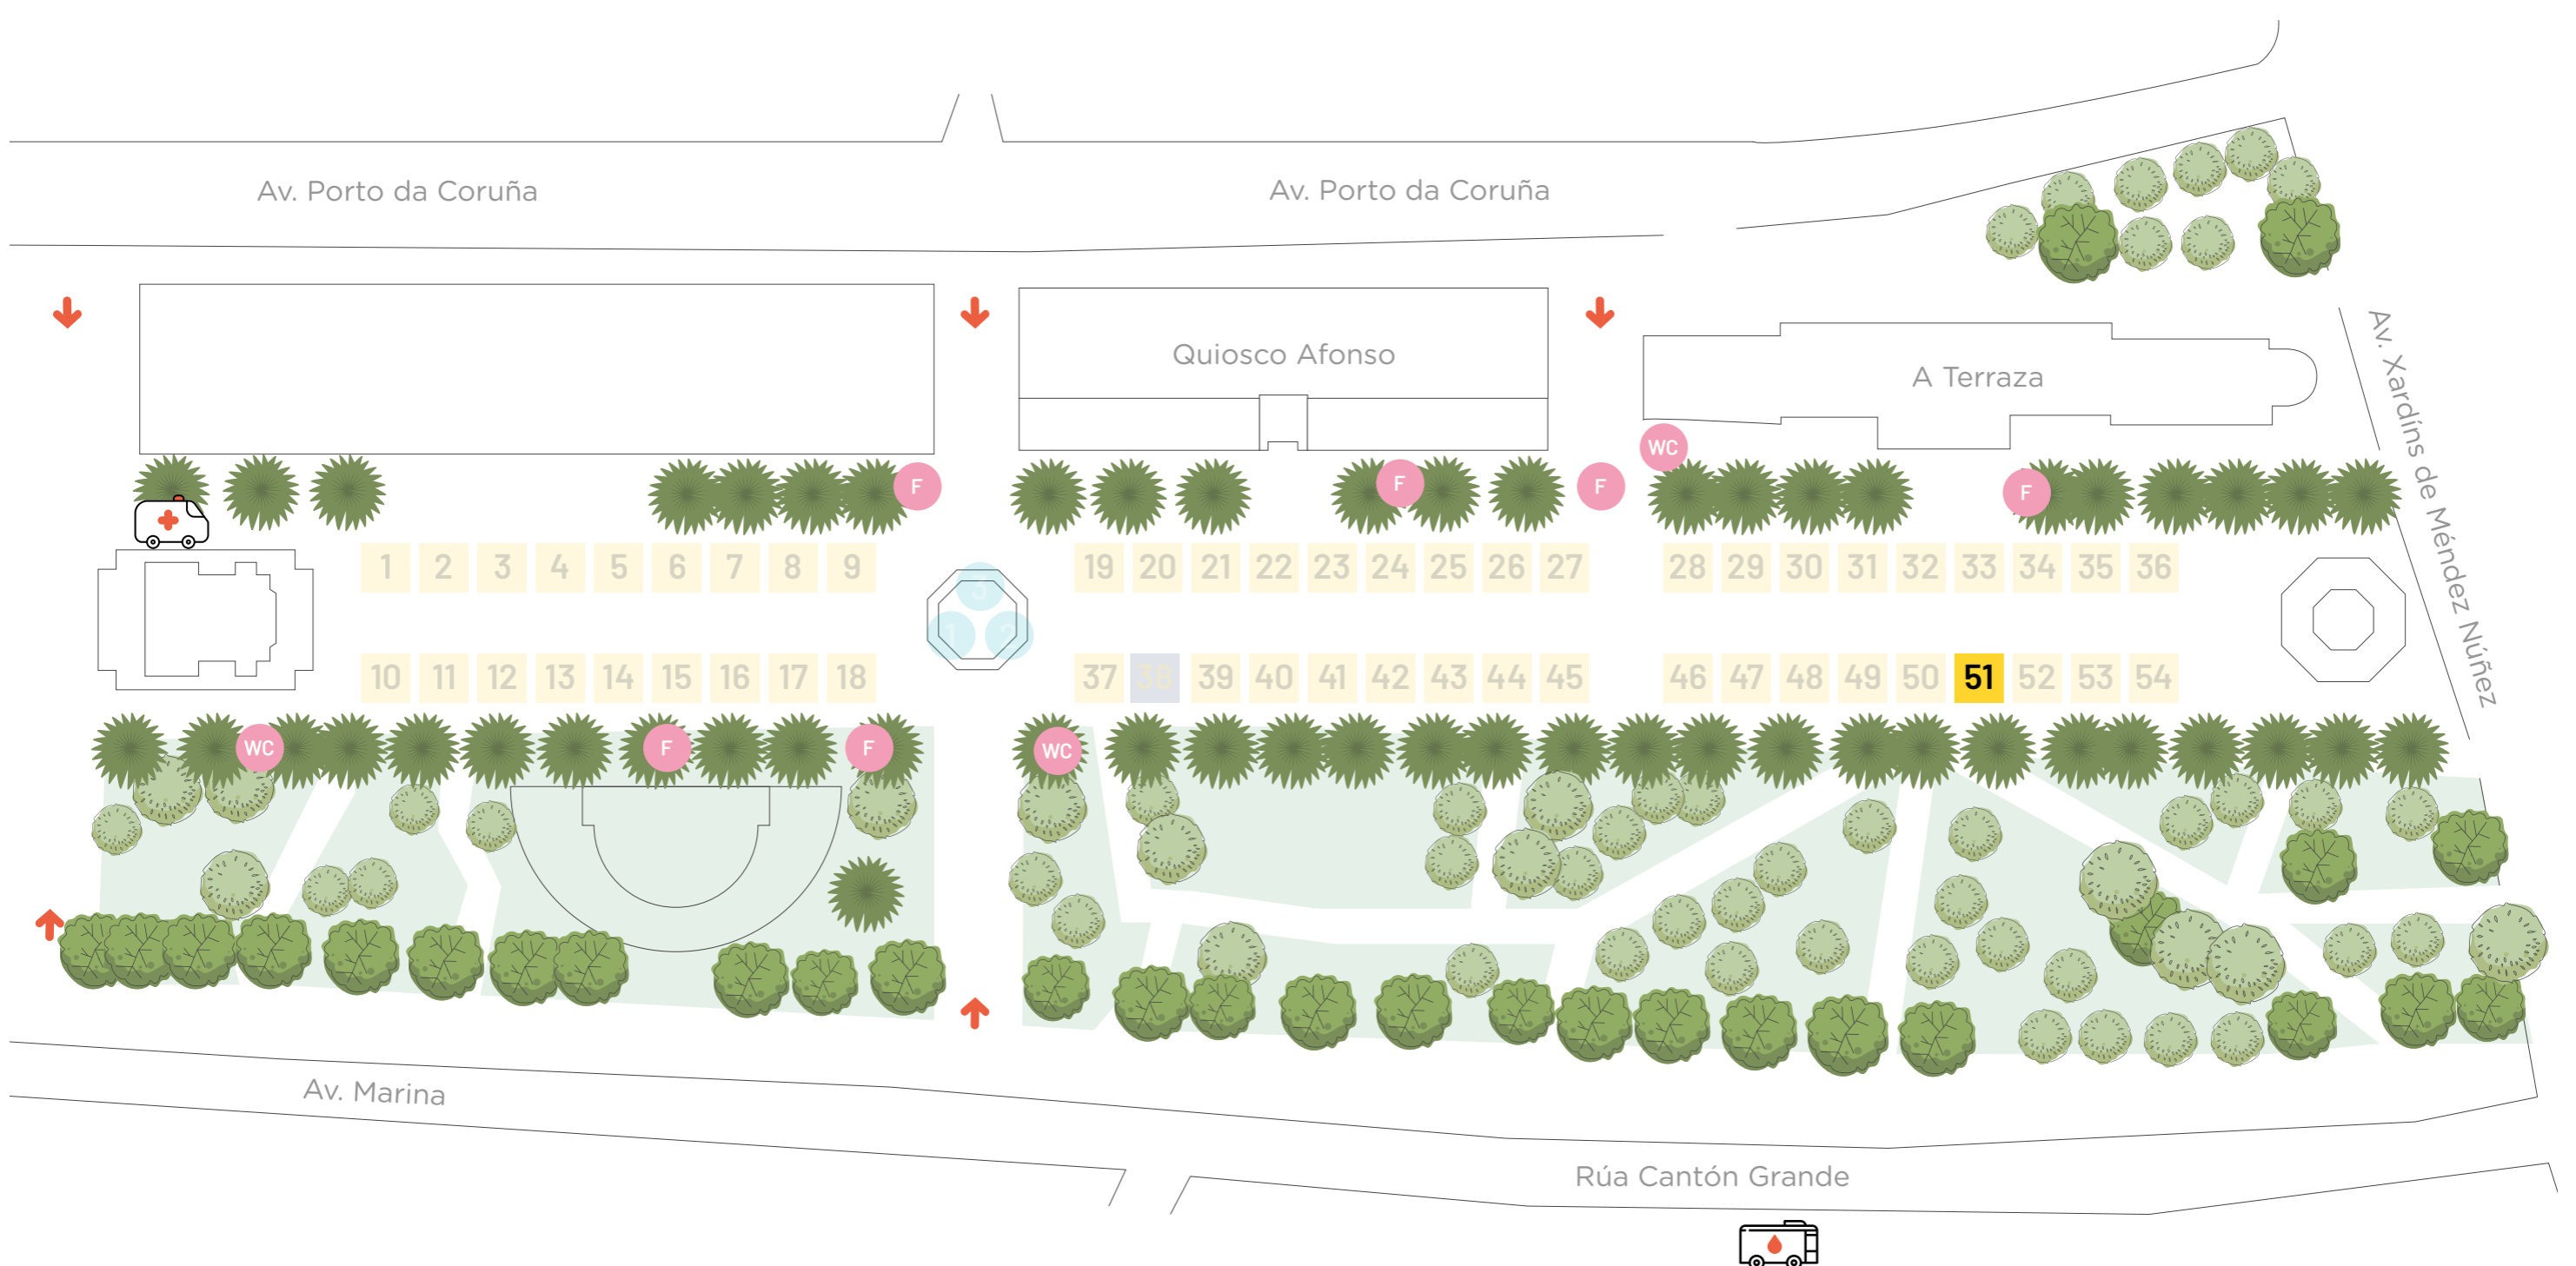 Av. Porto da Coruña
Av. Porto da Coruña
Quiosco Afonso
A Terraza
Av. Xardíns de Méndez Núñez
WC
F
F
F
F
1 2 3 4 5 6 7 8 9
19 20 21 22 23 24 25 26 27
28 29 30 31 32 33 34 35 36
3
1 2
10 11 12 13 14 15 16 17 18
37 38 39 40 41 42 43 44 45
46 47 48 49 50 51 52 53 54
WC
F
F
WC
Av. Marina
Rúa Cantón Grande